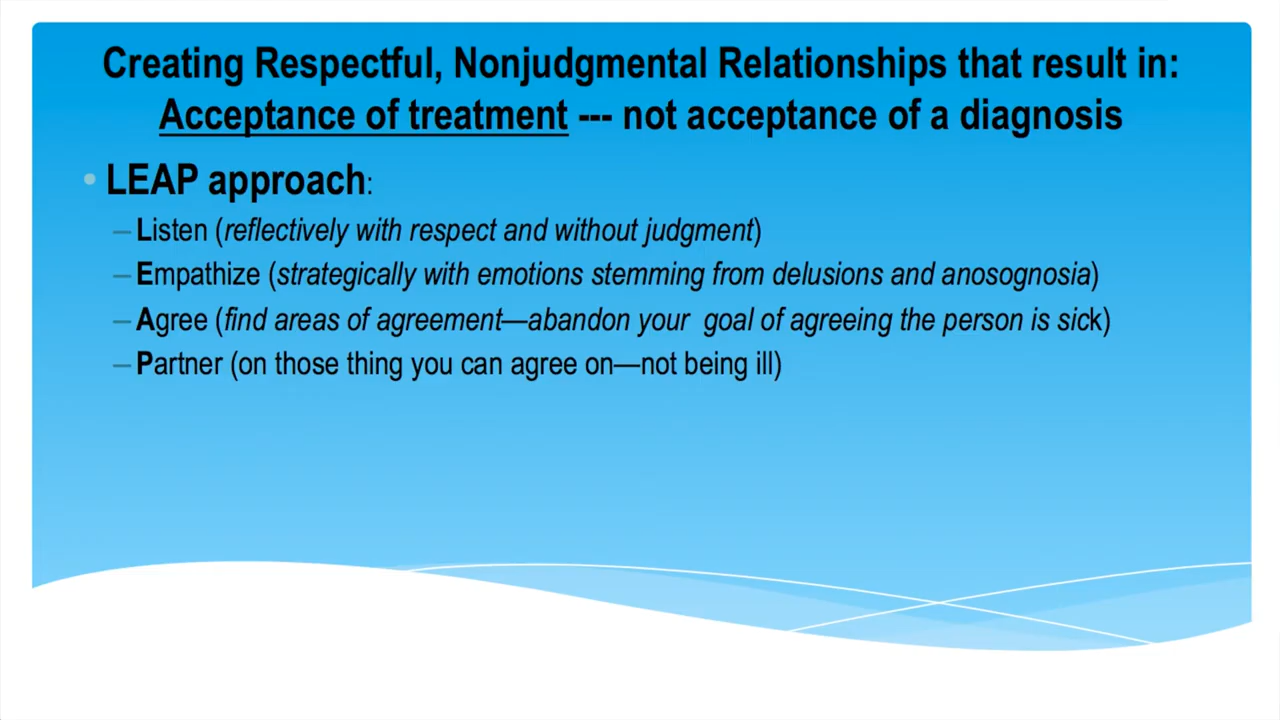 Creating Respectful, Nonjudgmental Relationships that result in:
Acceptance of treatment --- not acceptance of a diagnosis
• LEAP approach:
– Listen (reflectively with respect and without judgment)
– Empathize (strategically with emotions stemming from delusions and anosognosia)
– Agree (find areas of agreement—abandon your  goal of agreeing the person is sick)
– Partner (on those thing you can agree on—not being ill)